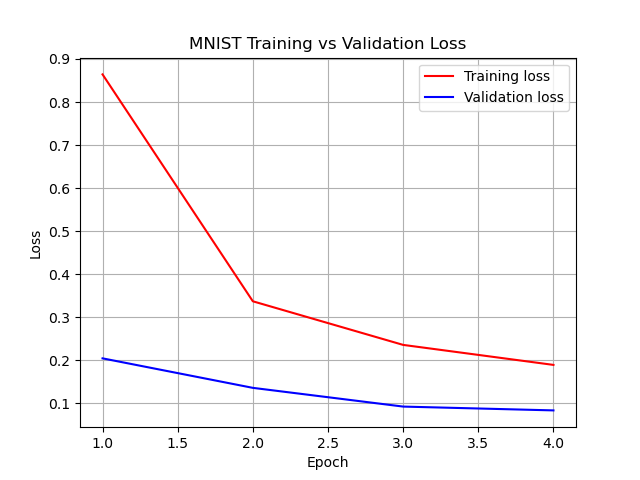 MNIST Training vs Validation Loss
Training loss
Validation loss
0.9
0.8
0.7
0.6
0.5
0.4
0.3
0.2
0.1
Loss
1.0 1.5 2.0 2.5 3.0 3.5 4.0
Epoch